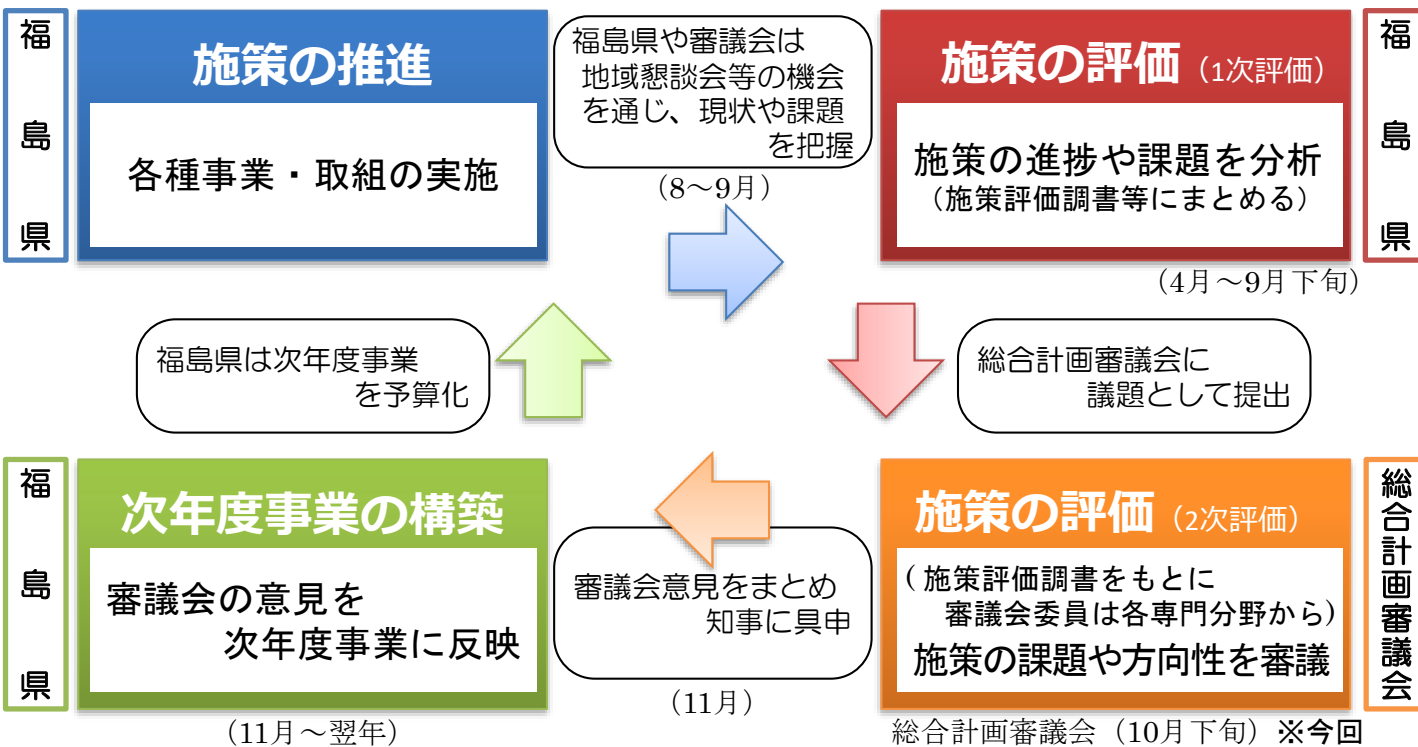 福島県
施策の推進
各種事業・取組の実施
福島県や審議会は
地域懇談会等の機会
を通じ、現状や課題
を把握
（8～9月）
施策の評価（1次評価）
施策の進捗や課題を分析
（施策評価調書等にまとめる）
福島県
（4月～9月下旬）
福島県は次年度事業
を予算化
総合計画審議会に
議題として提出
福島県
次年度事業の構築
審議会の意見を
次年度事業に反映
（11月～翌年）
審議会意見をまとめ
知事に具申
（11月）
施策の評価（2次評価）
（施策評価調書をもとに
審議会委員は各専門分野から）
施策の課題や方向性を審議
総合計画審議会
総合計画審議会（10月下旬）※今回